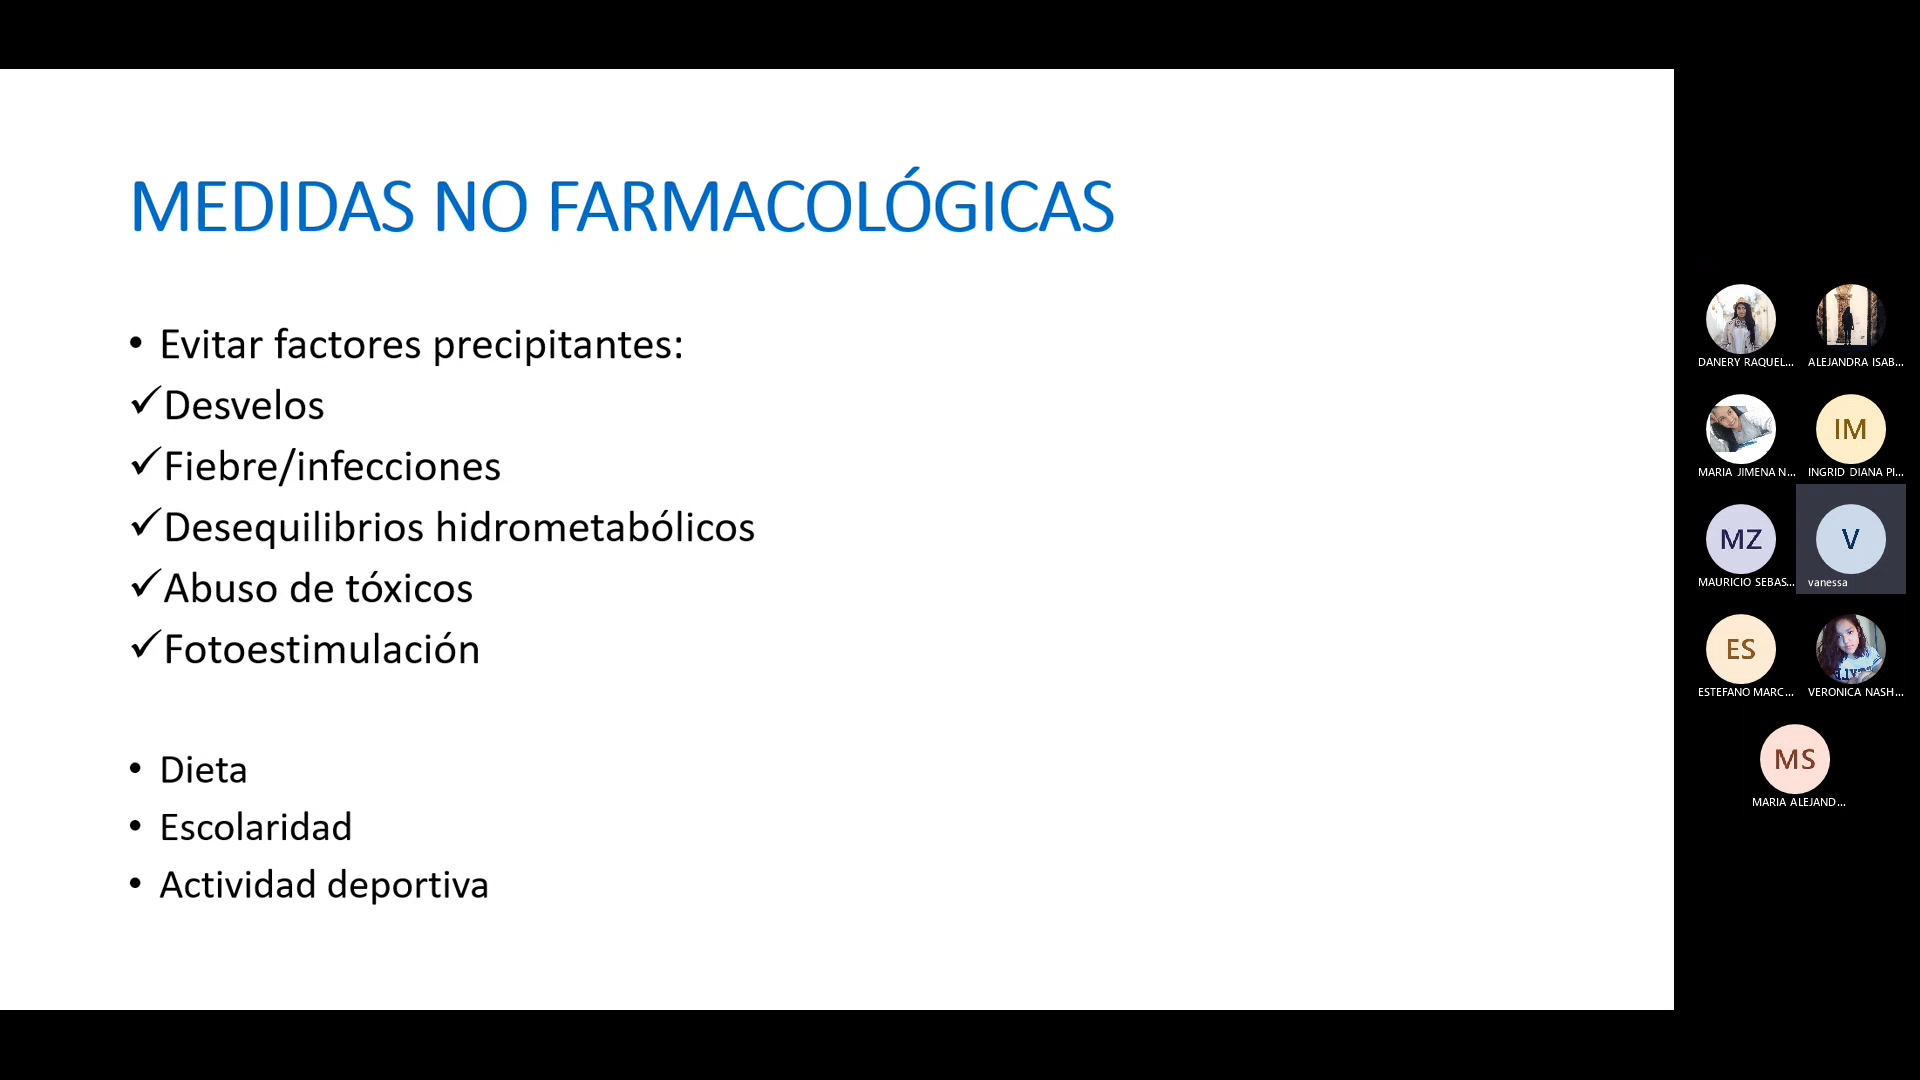 MEDIDAS NO FARMACOLÓGICAS
• Evitar factores precipitantes:
✓Desvelos
✓Fiebre/infecciones
✓Desequilibrios hidrometabólicos
✓Abuso de tóxicos
✓Fotoestimulación
• Dieta
• Escolaridad
• Actividad deportiva
DANERY RAQUEL...
ALEJANDRA ISAB...
MARIA JIMENA N...
IM
INGRID DIANA PI...
MZ
MAURICIO SEBAS...
V
vanessa
ES
ESTEFANO MARC...
VERONICA NASH...
MS
MARIA ALEJAND...